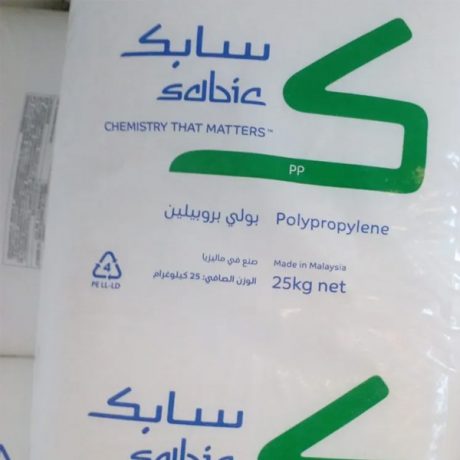 سابك
sabic
CHEMISTRY THAT MATTERS™
PP
بولي بروبيلين Polypropylene
صنع في ماليزيا Made in Malaysia
الوزن الصافي: 25 كيلوغرام 25kg net
4
PE LL-LD
سابك
sabic